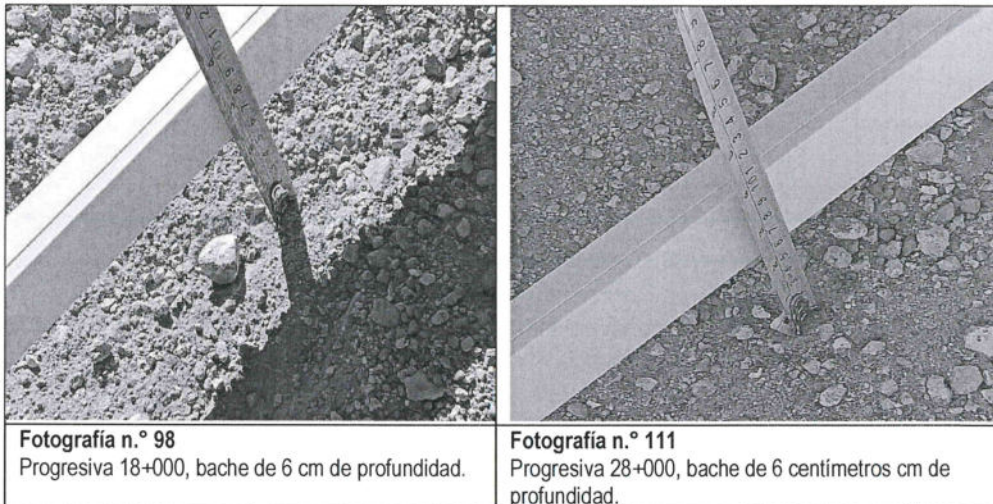 Fotografía n.° 98
Progresiva 18+000, bache de 6 cm de profundidad.
Fotografía n.° 111
Progresiva 28+000, bache de 6 centímetros cm de
profundidad.